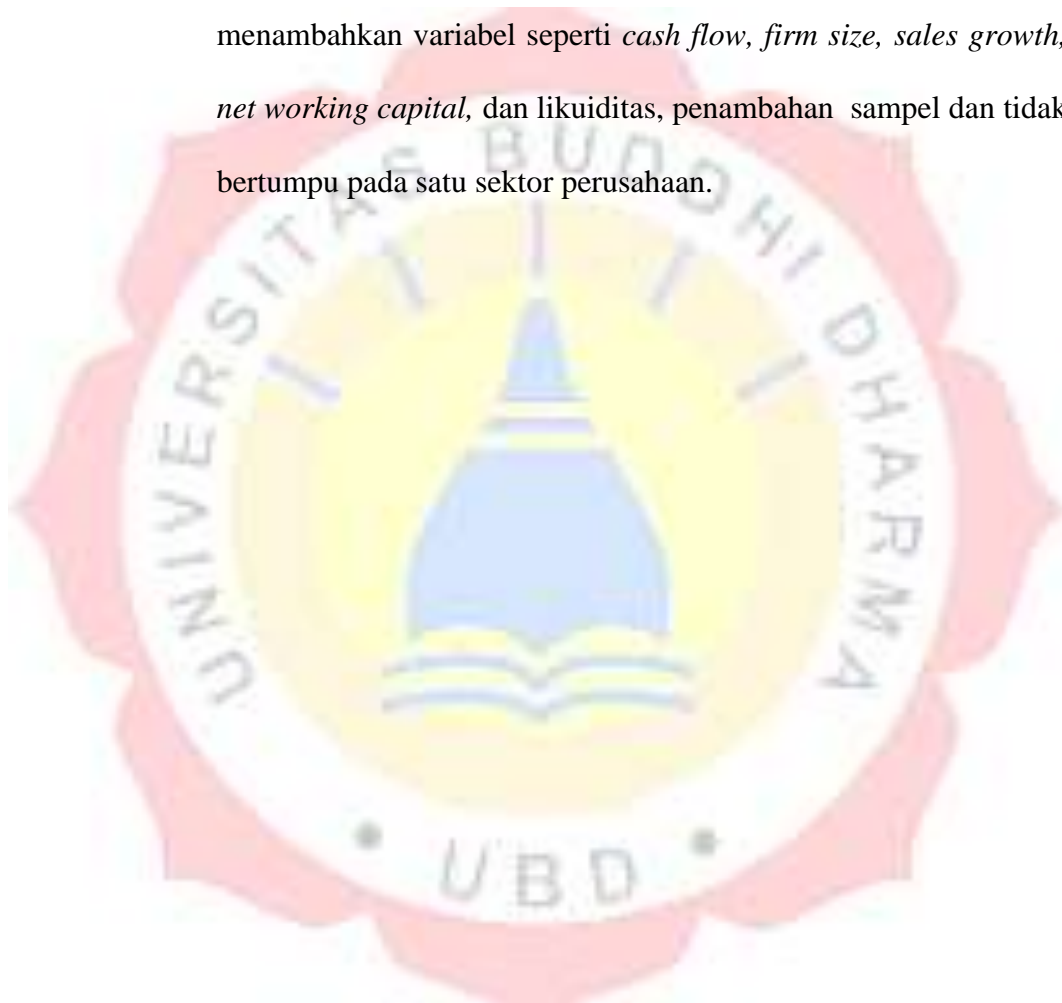 menambahkan variabel seperti cash flow, firm size, sales growth,
net working capital, dan likuiditas, penambahan sampel dan tidak
bertumpu pada satu sektor perusahaan.
UNIVERSITAS BUDDHI DHARMA
• UBD •